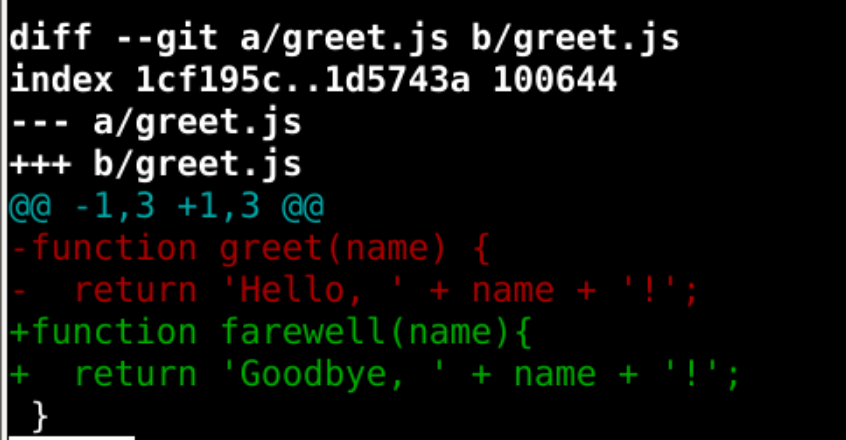 diff --git a/greet.js b/greet.js
index 1cf195c..1d5743a 100644
--- a/greet.js
+++ b/greet.js
@@ -1,3 +1,3 @@
-function greet(name) {
-  return 'Hello, ' + name + '!';
+function farewell(name){
+  return 'Goodbye, ' + name + '!';
 }